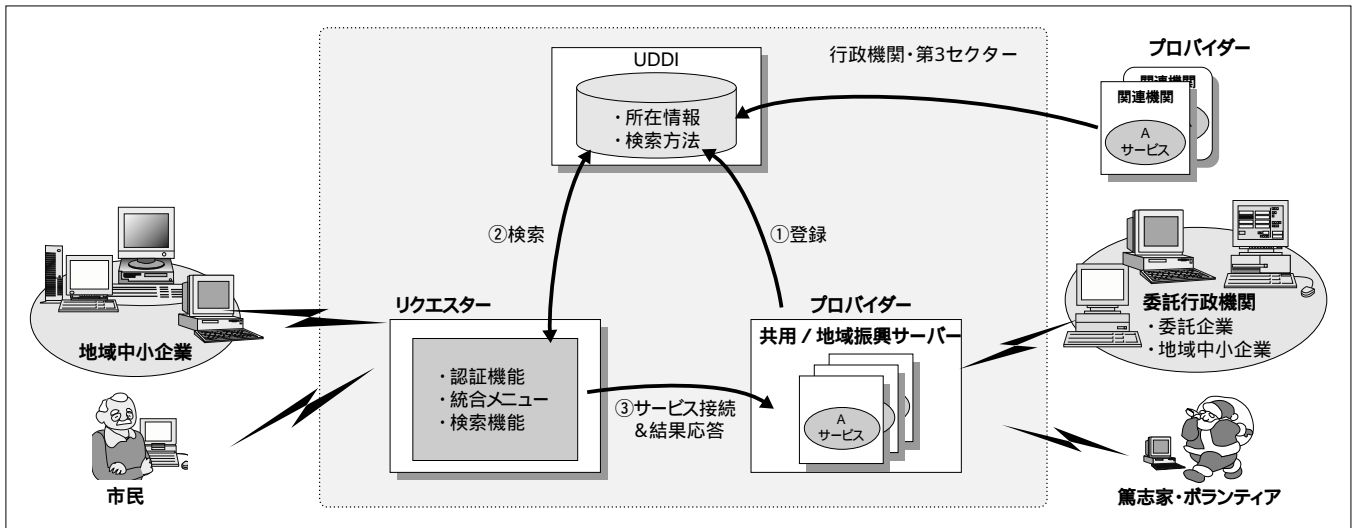 行政機関・第3セクター
UDDI
・所在情報
・検索方法
プロバイダー
関連機関
関連機関
A
サービス
②検索
①登録
地域中小企業
市民
リクエスター
・認証機能
・統合メニュー
・検索機能
③サービス接続
&結果応答
プロバイダー
共用 / 地域振興サーバー
A
サービス
委託行政機関
・委託企業
・地域中小企業
篤志家・ボランティア